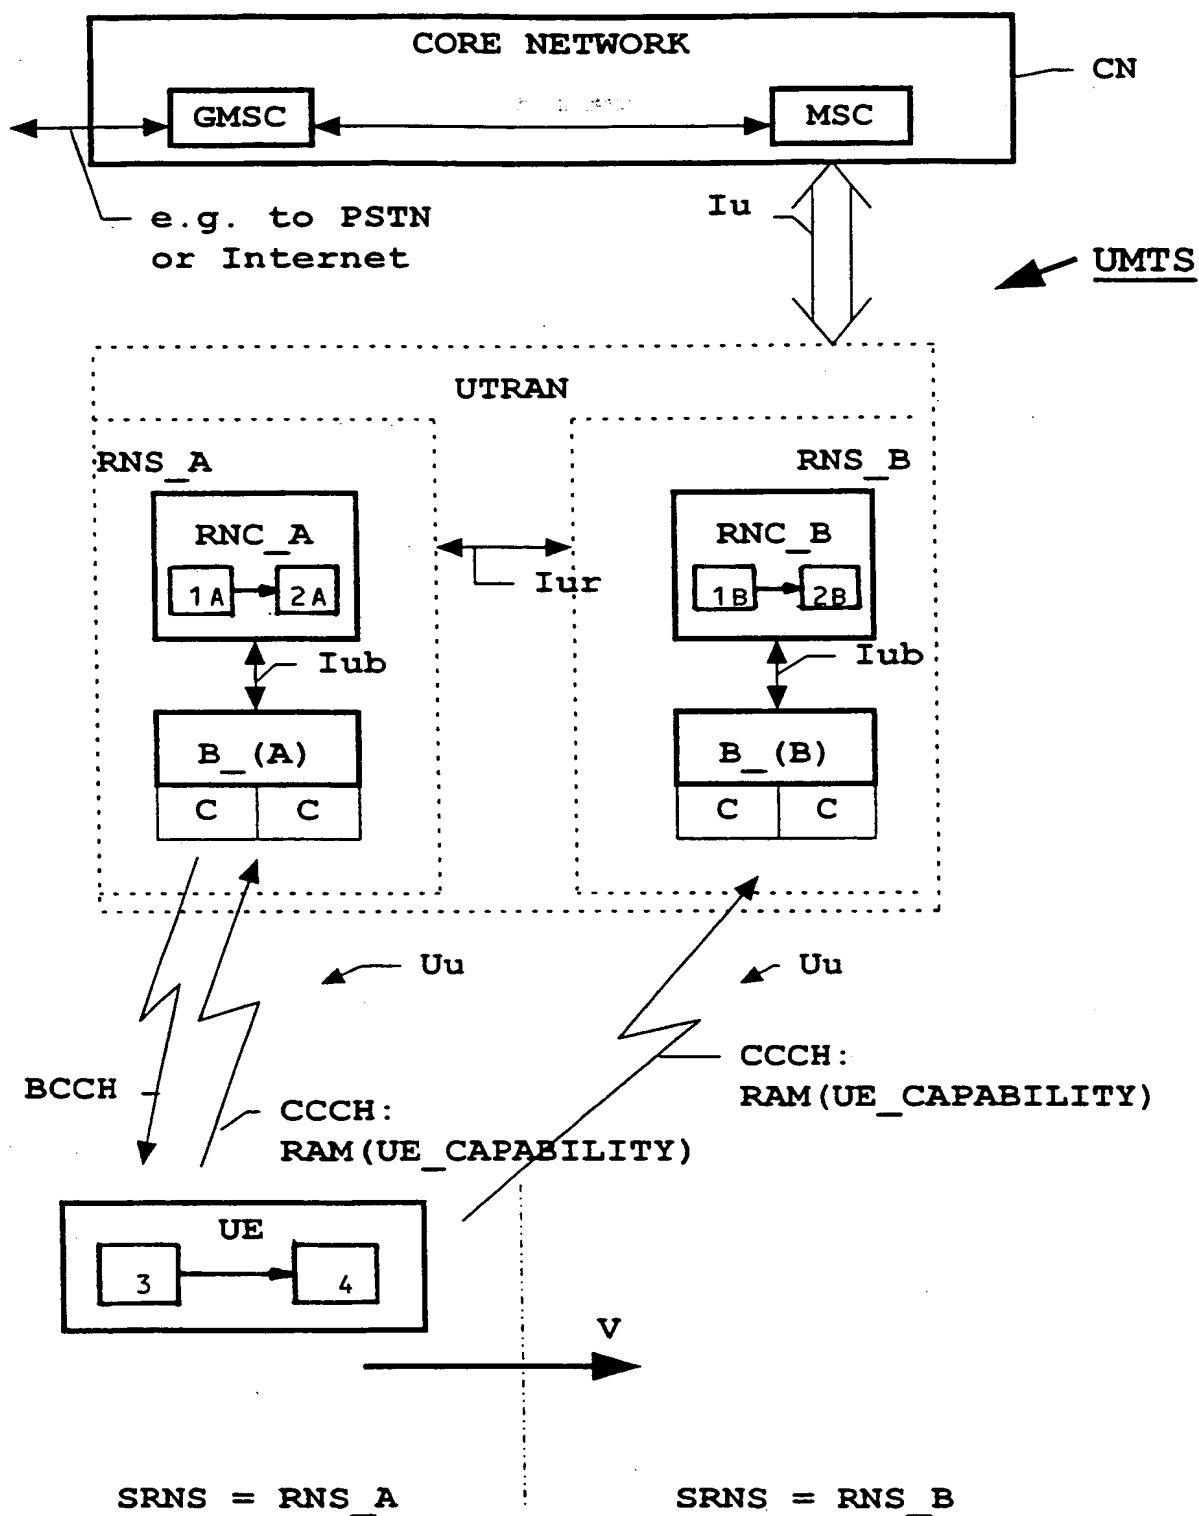 CORE NETWORK
CN
GMSC
MSC
e.g. to PSTN
or Internet
Iu
UMTS
UTRAN
RNS_A
RNS_B
RNC_A
RNC_B
1A
2A
Iur
1B
2B
Iub
Iub
B_(A)
B_(B)
C
C
C
C
Uu
Uu
BCCH
CCCH:
RAM(UE_CAPABILITY)
CCCH:
RAM(UE_CAPABILITY)
UE
3
4
V
SRNS = RNS_A
SRNS = RNS_B